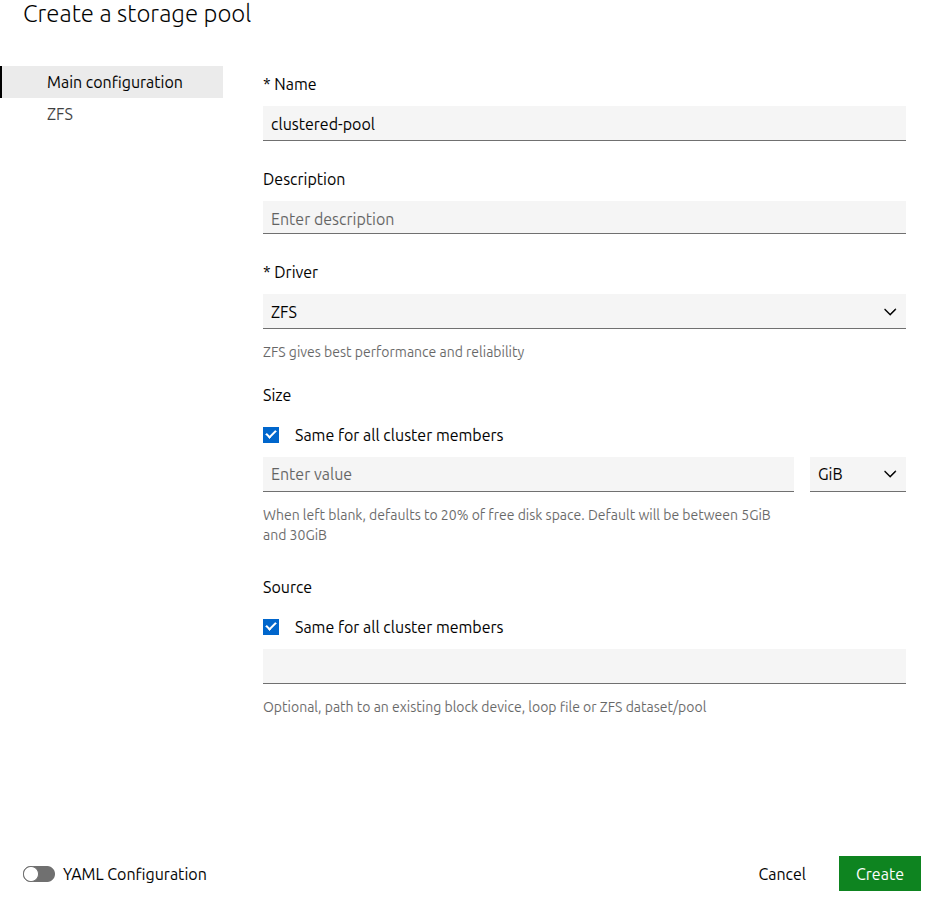 Create a storage pool
Main configuration
ZFS
* Name
clustered-pool
Description
Enter description
* Driver
ZFS
ZFS gives best performance and reliability
Size
Same for all cluster members
Enter value
GiB
When left blank, defaults to 20% of free disk space. Default will be between 5GiB
and 30GiB
Source
Same for all cluster members
Optional, path to an existing block device, loop file or ZFS dataset/pool
YAML Configuration
Cancel
Create